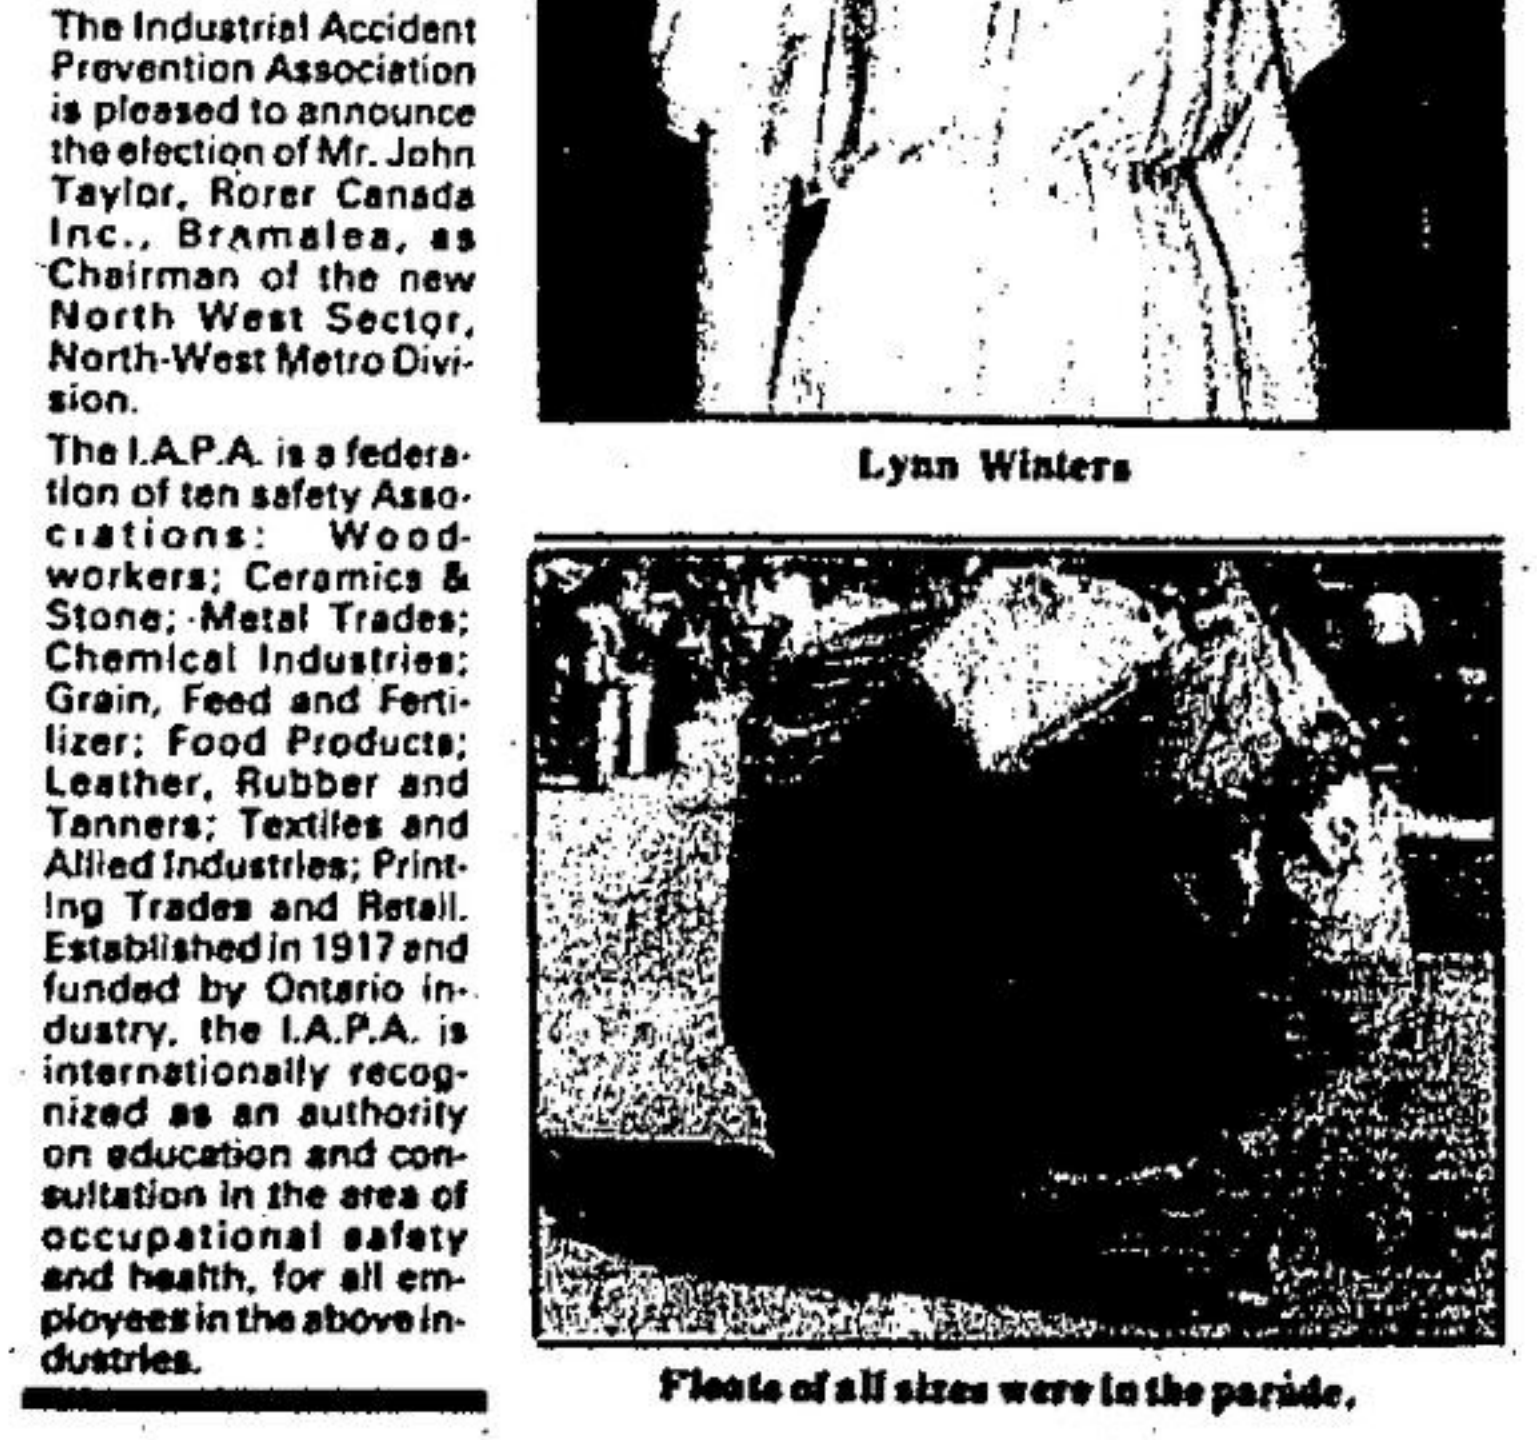 The Industrial Accident
Prevention Association
is pleased to announce
the election of Mr. John
Taylor, Rorer Canada
Inc., Bramalea, as
Chairman of the new
North West Sector,
North-West Metro Divi-
sion.
The I.A.P.A. is a federa-
tion of ten safety Asso-
ciations: Wood-
workers; Ceramics &
Stone; Metal Trades;
Chemical Industries;
Grain, Feed and Ferti-
lizer; Food Products;
Leather, Rubber and
Tanners; Textiles and
Allied Industries; Print-
ing Trades and Retail.
Established in 1917 and
funded by Ontario in-
dustry, the I.A.P.A. is
internationally recog-
nized as an authority
on education and con-
sultation in the area of
occupational safety
and health, for all em-
ployees in the above in-
dustries.
Lynn Winters
Floats of all sizes were in the parade.